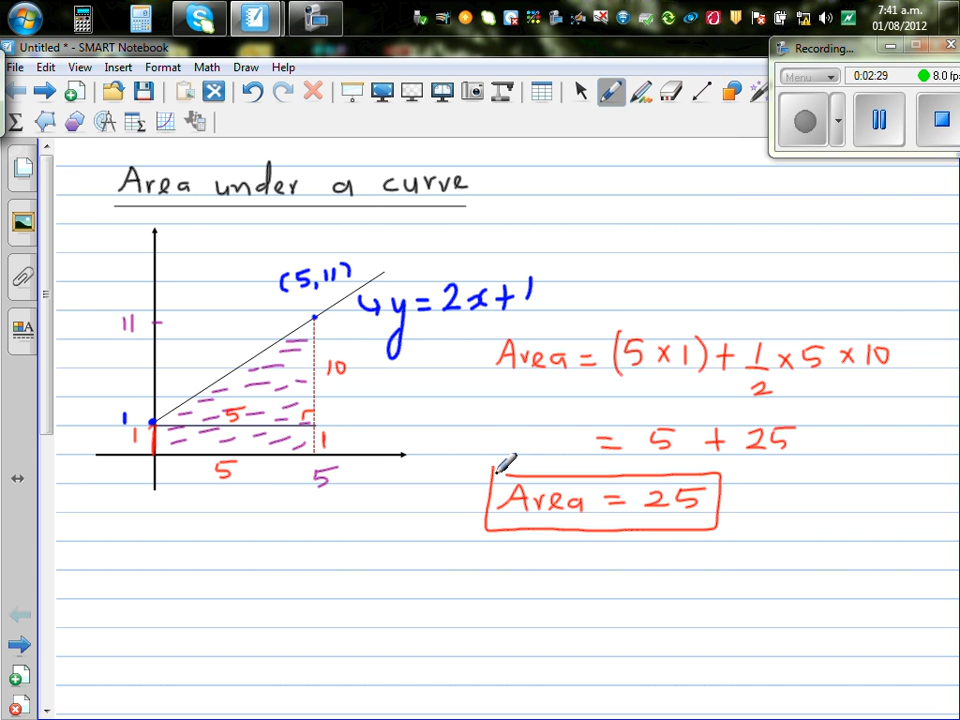 7:41 a.m.
01/08/2012
Untitled * - SMART Notebook
File Edit View Insert Format Math Draw Help
Recording...
Menu 0:02:29 8.0 fp
Area under a curve
(5,11)
y = 2x + 1
11
10
Area = (5 × 1) + 1/2 × 5 × 10
1 5
1 1
= 5 + 25
5 5
Area = 25